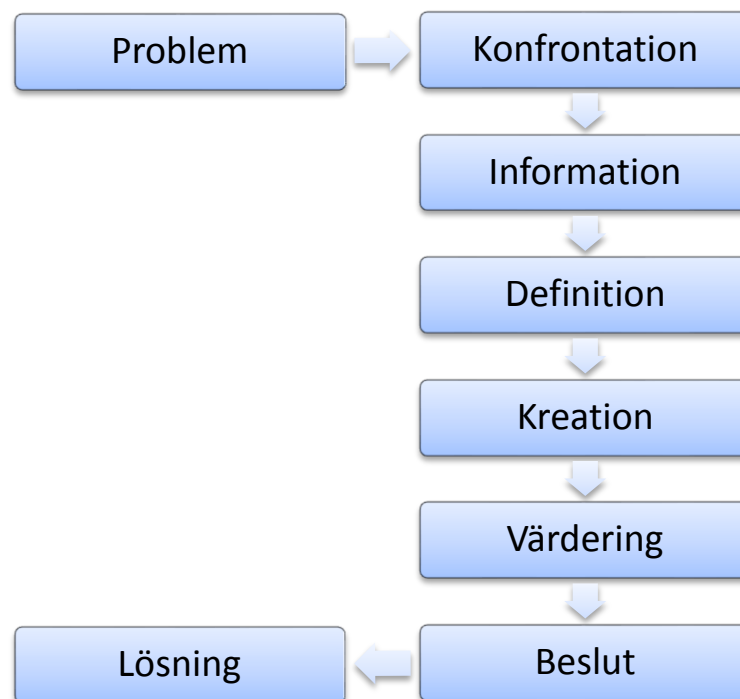 Problem
Konfrontation
Information
Definition
Kreation
Värdering
Beslut
Lösning